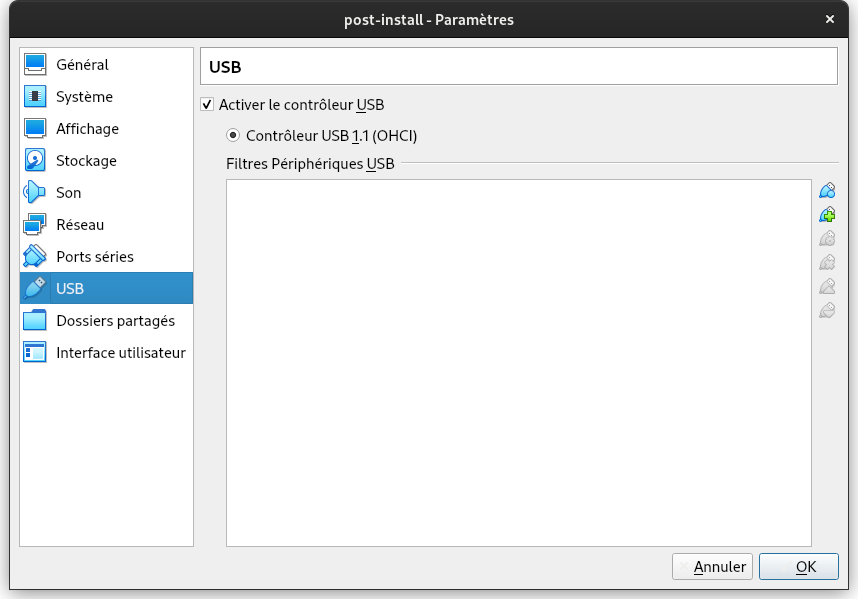 post-install - Paramètres
Général
Système
Affichage
Stockage
Son
Réseau
Ports séries
USB
Dossiers partagés
Interface utilisateur
USB
Activer le contrôleur USB
Contrôleur USB 1.1 (OHCI)
Filtres Périphériques USB
Annuler
OK